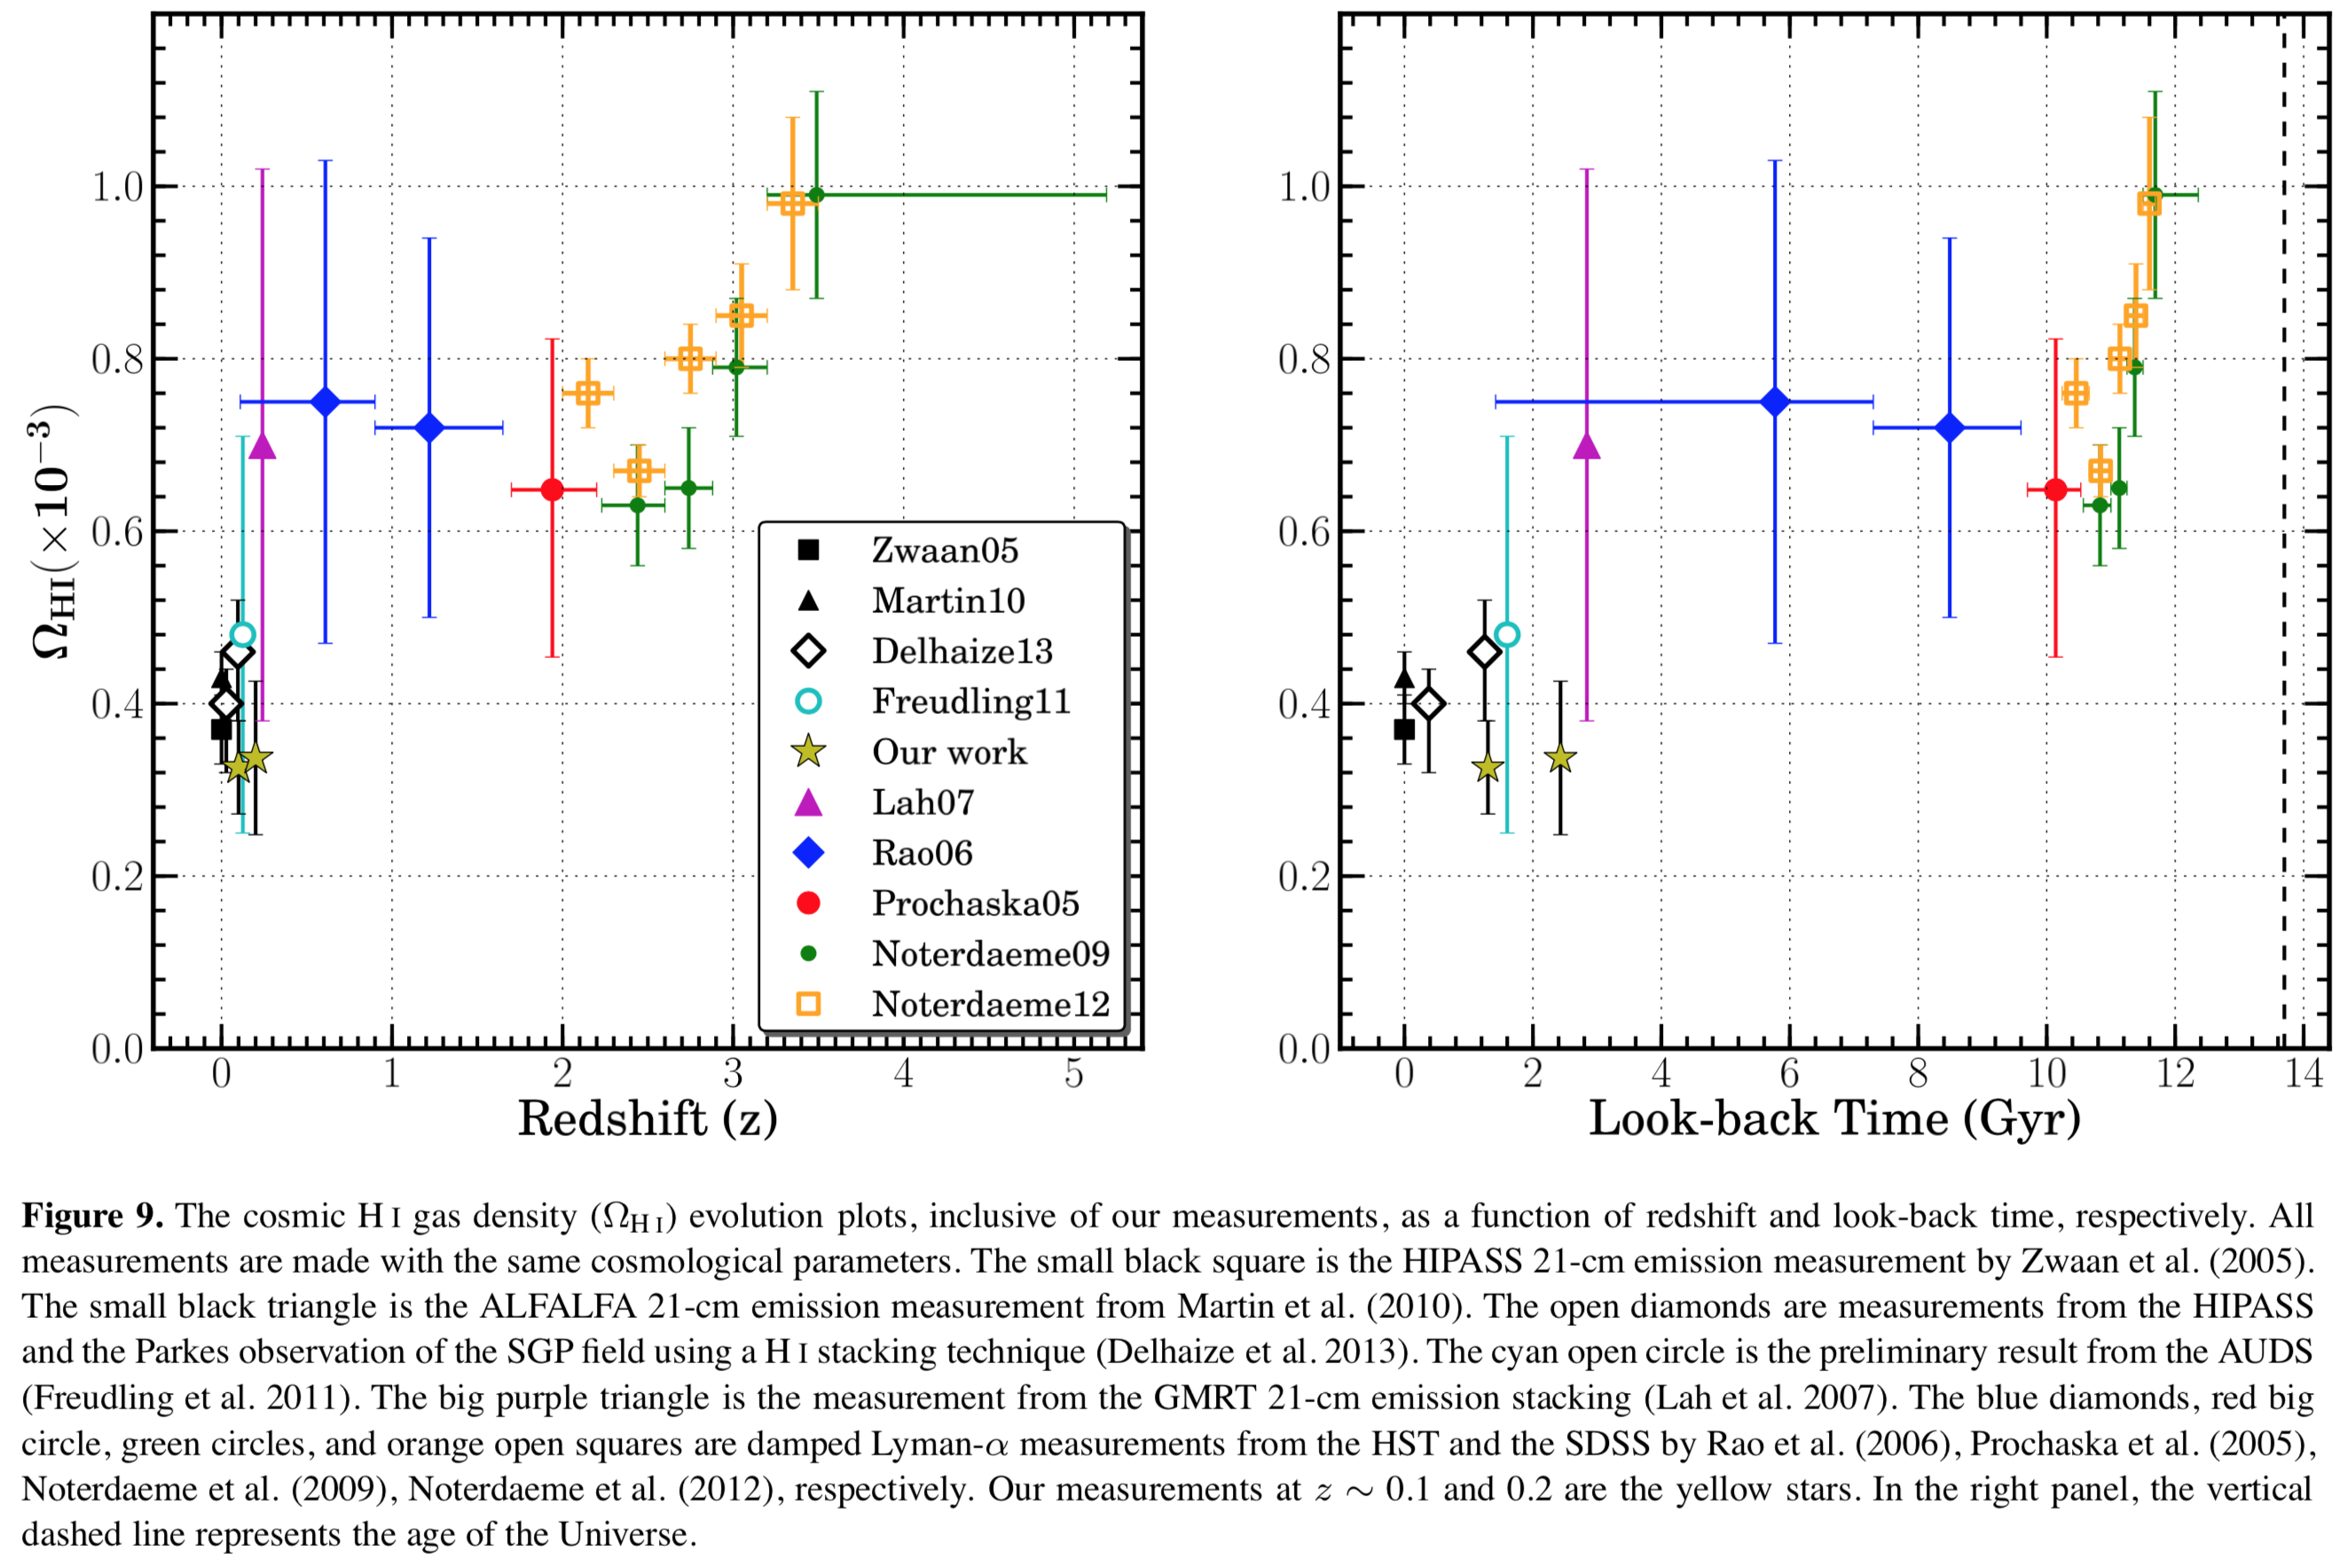 1.0
0.8
0.6
0.4
0.2
0.0
Ω_HI(×10⁻³)
0 1 2 3 4 5
Redshift (z)
Zwaan05
Martin10
Delhaize13
Freudling11
Our work
Lah07
Rao06
Prochaska05
Noterdaeme09
Noterdaeme12
1.0
0.8
0.6
0.4
0.2
0.0
0 2 4 6 8 10 12 14
Look-back Time (Gyr)
Figure 9. The cosmic H I gas density (Ω_H I) evolution plots, inclusive of our measurements, as a function of redshift and look-back time, respectively. All
measurements are made with the same cosmological parameters. The small black square is the HIPASS 21-cm emission measurement by Zwaan et al. (2005).
The small black triangle is the ALFALFA 21-cm emission measurement from Martin et al. (2010). The open diamonds are measurements from the HIPASS
and the Parkes observation of the SGP field using a H I stacking technique (Delhaize et al. 2013). The cyan open circle is the preliminary result from the AUDS
(Freudling et al. 2011). The big purple triangle is the measurement from the GMRT 21-cm emission stacking (Lah et al. 2007). The blue diamonds, red big
circle, green circles, and orange open squares are damped Lyman-α measurements from the HST and the SDSS by Rao et al. (2006), Prochaska et al. (2005),
Noterdaeme et al. (2009), Noterdaeme et al. (2012), respectively. Our measurements at z ∼ 0.1 and 0.2 are the yellow stars. In the right panel, the vertical
dashed line represents the age of the Universe.